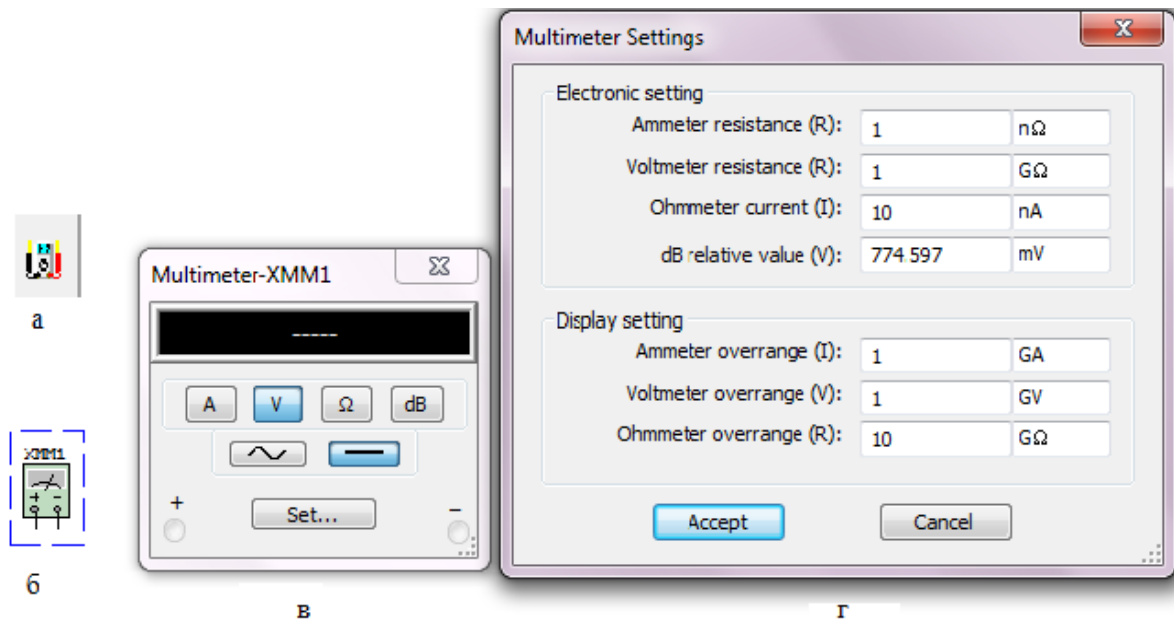 а
XMM1
б
Multimeter-XMM1
-----
A V Ω dB
+ −
Set...
в
Multimeter Settings
Electronic setting
Ammeter resistance (R): 1 nΩ
Voltmeter resistance (R): 1 GΩ
Ohmmeter current (I): 10 nA
dB relative value (V): 774.597 mV
Display setting
Ammeter overrange (I): 1 GA
Voltmeter overrange (V): 1 GV
Ohmmeter overrange (R): 10 GΩ
Accept Cancel
г